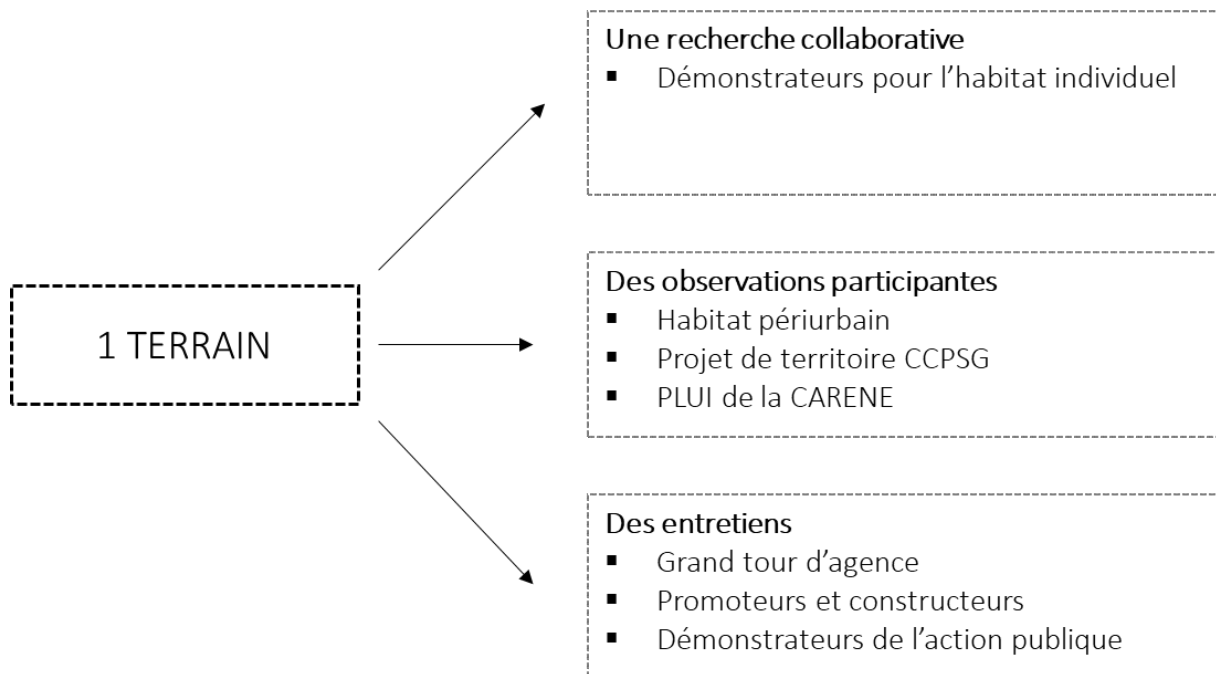 Une recherche collaborative
▪ Démonstrateurs pour l’habitat individuel
1 TERRAIN
Des observations participantes
▪ Habitat périurbain
▪ Projet de territoire CCPSG
▪ PLUI de la CARENE
Des entretiens
▪ Grand tour d’agence
▪ Promoteurs et constructeurs
▪ Démonstrateurs de l’action publique